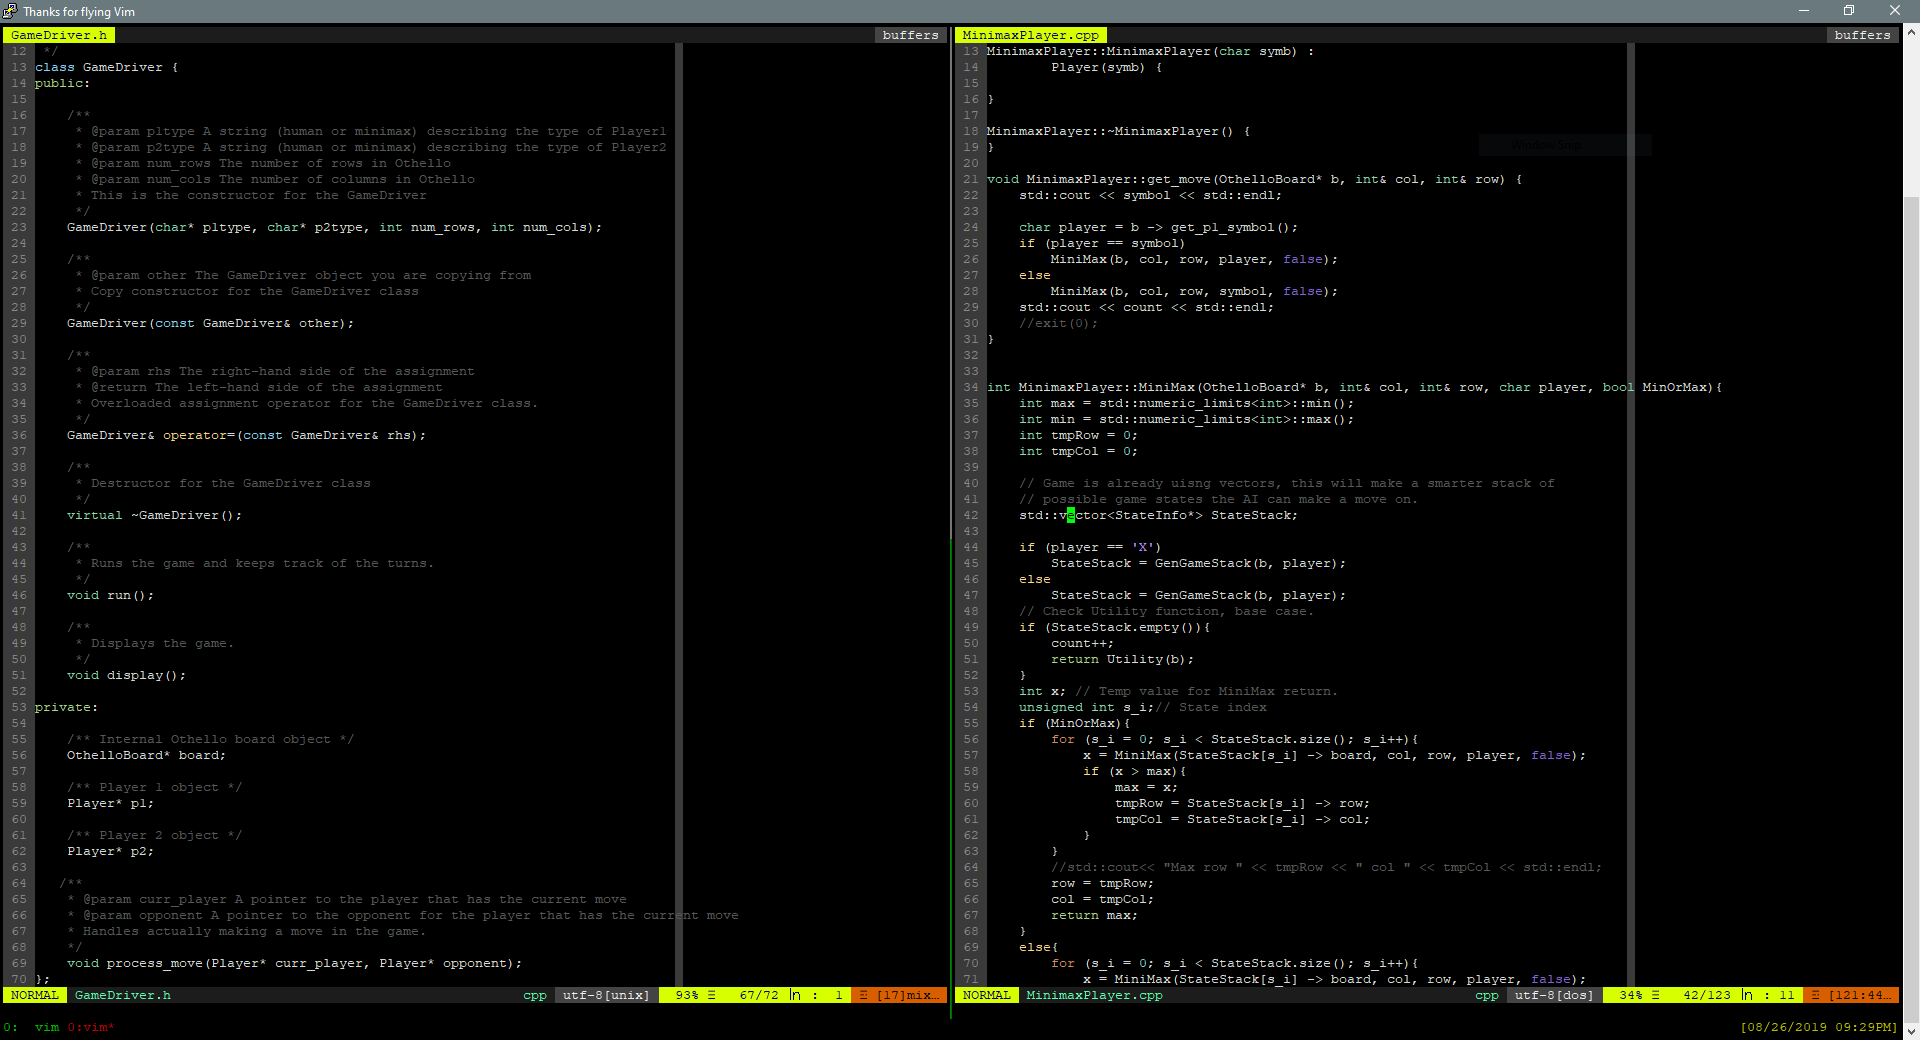 Thanks for flying Vim
GameDriver.h buffers
12  */
13 class GameDriver {
14 public:
15
16     /**
17      * @param p1type A string (human or minimax) describing the type of Player1
18      * @param p2type A string (human or minimax) describing the type of Player2
19      * @param num_rows The number of rows in Othello
20      * @param num_cols The number of columns in Othello
21      * This is the constructor for the GameDriver
22      */
23     GameDriver(char* p1type, char* p2type, int num_rows, int num_cols);
24
25     /**
26      * @param other The GameDriver object you are copying from
27      * Copy constructor for the GameDriver class
28      */
29     GameDriver(const GameDriver& other);
30
31     /**
32      * @param rhs The right-hand side of the assignment
33      * @return The left-hand side of the assignment
34      * Overloaded assignment operator for the GameDriver class.
35      */
36     GameDriver& operator=(const GameDriver& rhs);
37
38     /**
39      * Destructor for the GameDriver class
40      */
41     virtual ~GameDriver();
42
43     /**
44      * Runs the game and keeps track of the turns.
45      */
46     void run();
47
48     /**
49      * Displays the game.
50      */
51     void display();
52
53 private:
54
55     /** Internal Othello board object */
56     OthelloBoard* board;
57
58     /** Player 1 object */
59     Player* p1;
60
61     /** Player 2 object */
62     Player* p2;
63
64    /**
65     * @param curr_player A pointer to the player that has the current move
66     * @param opponent A pointer to the opponent for the player that has the current move
67     * Handles actually making a move in the game.
68     */
69     void process_move(Player* curr_player, Player* opponent);
70 };
NORMAL GameDriver.h cpp utf-8[unix] 93% ☰ 67/72 ln : 1 Ξ [17]mix…
MinimaxPlayer.cpp buffers
13 MinimaxPlayer::MinimaxPlayer(char symb) :
14         Player(symb) {
15
16 }
17
18 MinimaxPlayer::~MinimaxPlayer() {
19 }
20
21 void MinimaxPlayer::get_move(OthelloBoard* b, int& col, int& row) {
22     std::cout << symbol << std::endl;
23
24     char player = b -> get_p1_symbol();
25     if (player == symbol)
26         MiniMax(b, col, row, player, false);
27     else
28         MiniMax(b, col, row, symbol, false);
29     std::cout << count << std::endl;
30     //exit(0);
31 }
32
33
34 int MinimaxPlayer::MiniMax(OthelloBoard* b, int& col, int& row, char player, bool MinOrMax){
35     int max = std::numeric_limits<int>::min();
36     int min = std::numeric_limits<int>::max();
37     int tmpRow = 0;
38     int tmpCol = 0;
39
40     // Game is already uisng vectors, this will make a smarter stack of
41     // possible game states the AI can make a move on.
42     std::vector<StateInfo*> StateStack;
43
44     if (player == 'X')
45         StateStack = GenGameStack(b, player);
46     else
47         StateStack = GenGameStack(b, player);
48     // Check Utility function, base case.
49     if (StateStack.empty()){
50         count++;
51         return Utility(b);
52     }
53     int x; // Temp value for MiniMax return.
54     unsigned int s_i;// State index
55     if (MinOrMax){
56         for (s_i = 0; s_i < StateStack.size(); s_i++){
57             x = MiniMax(StateStack[s_i] -> board, col, row, player, false);
58             if (x > max){
59                 max = x;
60                 tmpRow = StateStack[s_i] -> row;
61                 tmpCol = StateStack[s_i] -> col;
62             }
63         }
64         //std::cout<< "Max row " << tmpRow << " col " << tmpCol << std::endl;
65         row = tmpRow;
66         col = tmpCol;
67         return max;
68     }
69     else{
70         for (s_i = 0; s_i < StateStack.size(); s_i++){
71             x = MiniMax(StateStack[s_i] -> board, col, row, player, false);
NORMAL MinimaxPlayer.cpp cpp utf-8[dos] 34% ☰ 42/123 ln : 11 Ξ [121:44…
0: vim 0:vim* [08/26/2019 09:29PM]